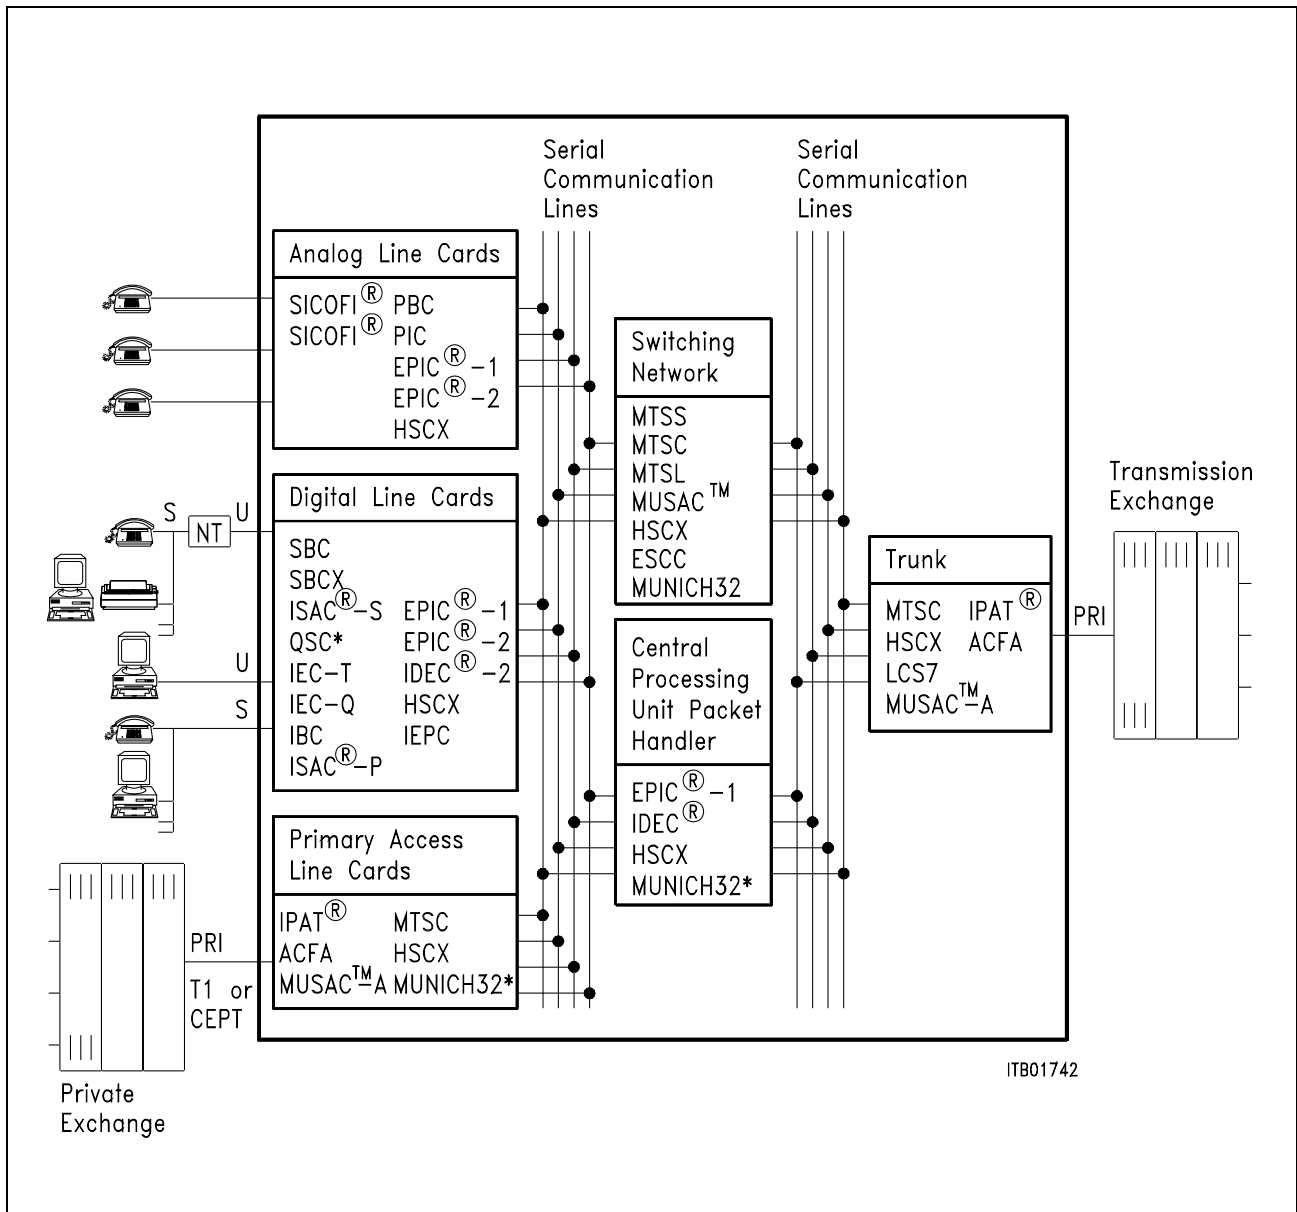 Serial
Communication
Lines
Serial
Communication
Lines
Analog Line Cards
SICOFI® PBC
SICOFI® PIC
EPIC®-1
EPIC®-2
HSCX
Switching
Network
MTSS
MTSC
MTSL
MUSAC™
HSCX
ESCC
MUNICH32
Digital Line Cards
SBC
SBCX
ISAC®-S EPIC®-1
QSC* EPIC®-2
IEC-T IDEC®-2
IEC-Q HSCX
IBC IEPC
ISAC®-P
S
NT
U
U
S
Central
Processing
Unit Packet
Handler
EPIC®-1
IDEC®
HSCX
MUNICH32*
Trunk
MTSC IPAT®
HSCX ACFA
LCS7
MUSAC™-A
PRI
Transmission
Exchange
Primary Access
Line Cards
IPAT® MTSC
ACFA HSCX
MUSAC™-A MUNICH32*
PRI
T1 or
CEPT
Private
Exchange
ITB01742